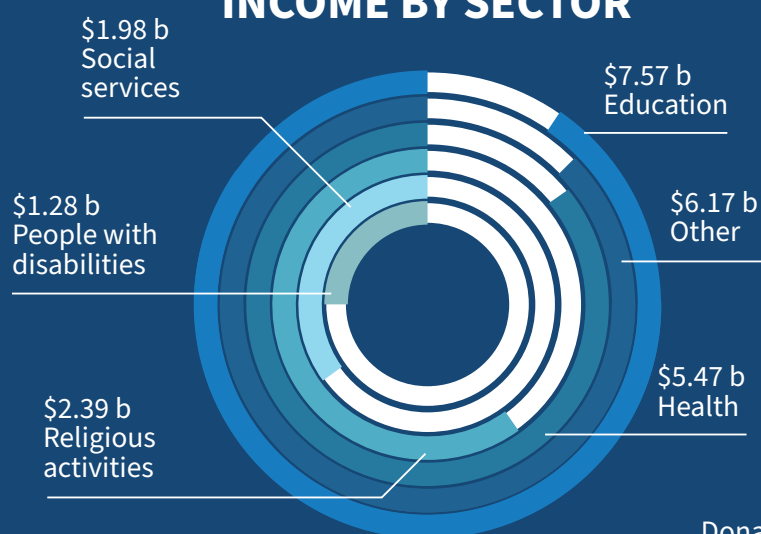 INCOME BY SECTOR
$1.98 b
Social
services
$7.57 b
Education
$1.28 b
People with
disabilities
$6.17 b
Other
$5.47 b
Health
$2.39 b
Religious
activities